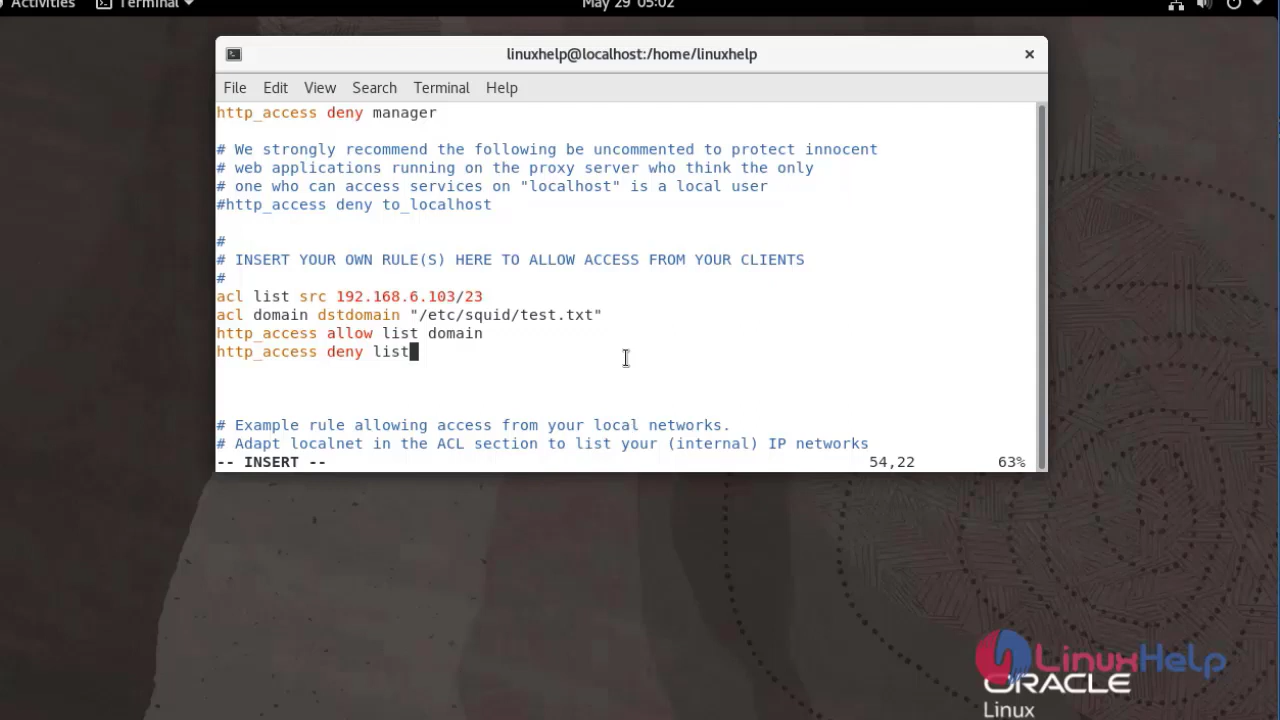 Activities Terminal May 29 05:02
linuxhelp@localhost:/home/linuxhelp ×
File Edit View Search Terminal Help
http_access deny manager
# We strongly recommend the following be uncommented to protect innocent
# web applications running on the proxy server who think the only
# one who can access services on "localhost" is a local user
#http_access deny to_localhost
#
# INSERT YOUR OWN RULE(S) HERE TO ALLOW ACCESS FROM YOUR CLIENTS
#
acl list src 192.168.6.103/23
acl domain dstdomain "/etc/squid/test.txt"
http_access allow list domain
http_access deny list
# Example rule allowing access from your local networks.
# Adapt localnet in the ACL section to list your (internal) IP networks
-- INSERT -- 54,22 63%
LinuxHelp
ORACLE
Linux